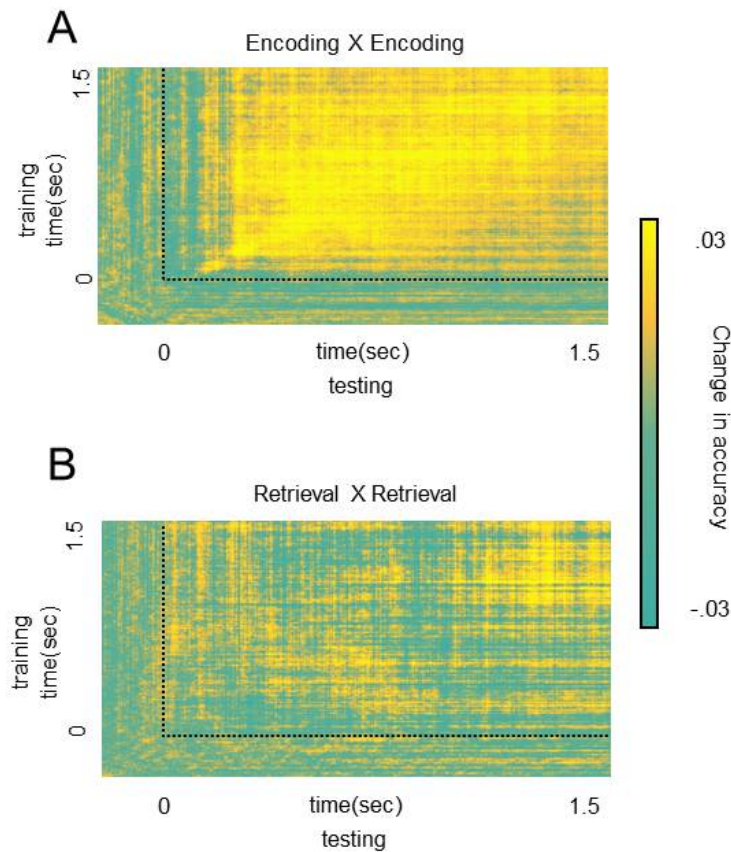 A
Encoding X Encoding
1.5
training
time(sec)
0
0
time(sec)
1.5
testing
.03
Change in accuracy
-.03
B
Retrieval X Retrieval
1.5
training
time(sec)
0
0
time(sec)
1.5
testing